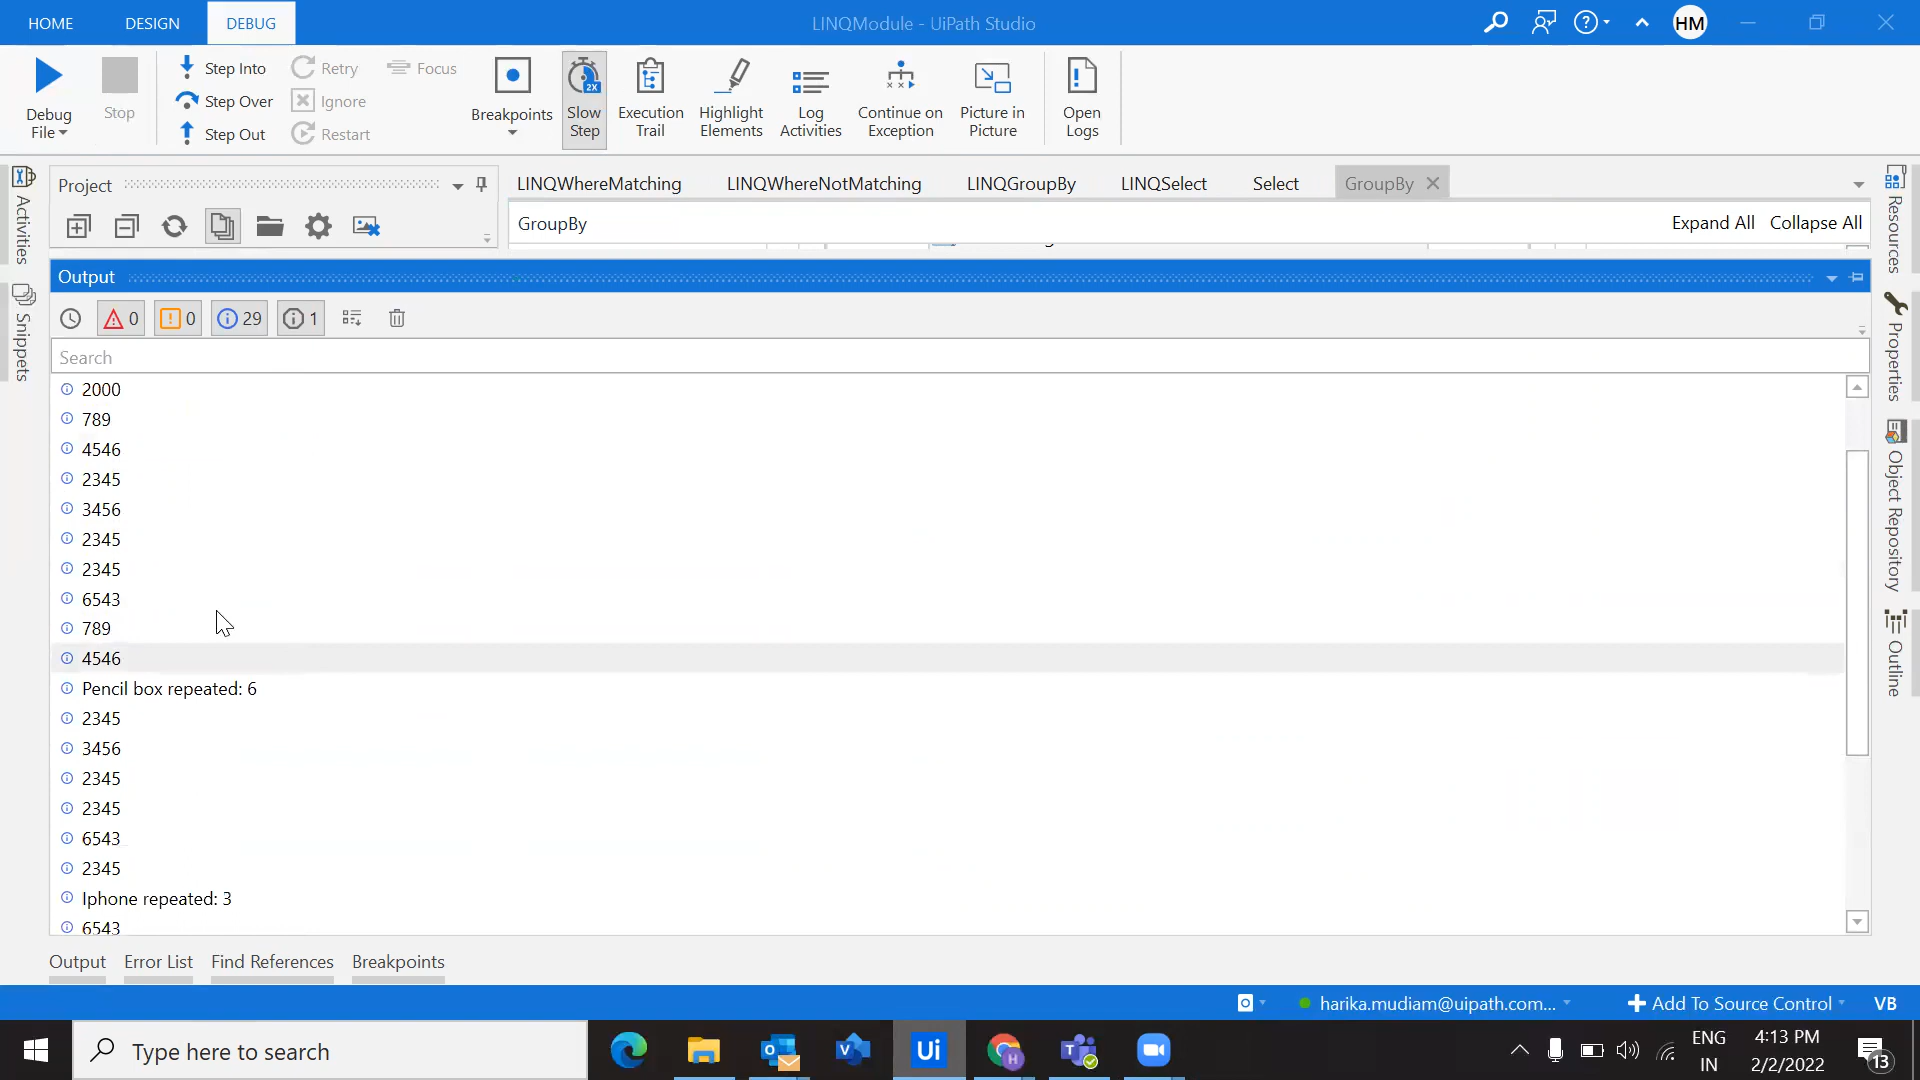 HOME DESIGN DEBUG LINQModule - UiPath Studio HM
Debug File
Stop
Step Into
Step Over
Step Out
Retry
Ignore
Restart
Focus
Breakpoints
2X
Slow Step
Execution Trail
Highlight Elements
Log Activities
Continue on Exception
Picture in Picture
Open Logs
Activities
Snippets
Project
LINQWhereMatching LINQWhereNotMatching LINQGroupBy LINQSelect Select GroupBy
GroupBy Expand All Collapse All
Resources
Properties
Object Repository
Outline
Output
0 0 29 1
Search
2000
789
4546
2345
3456
2345
2345
6543
789
4546
Pencil box repeated: 6
2345
3456
2345
2345
6543
2345
Iphone repeated: 3
6543
Output Error List Find References Breakpoints
harika.mudiam@uipath.com... Add To Source Control VB
Type here to search
Ui
ENG
IN
4:13 PM
2/2/2022
13